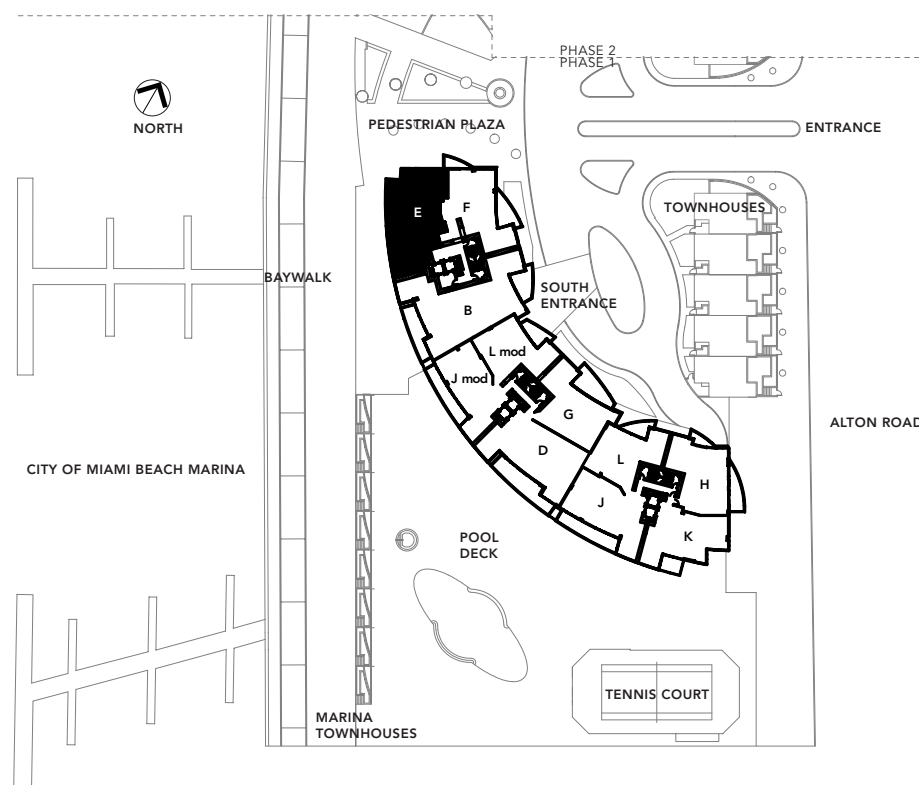 PHASE 2
PHASE 1
NORTH
PEDESTRIAN PLAZA
ENTRANCE
E
F
TOWNHOUSES
BAYWALK
SOUTH
ENTRANCE
B
L mod
J mod
G
ALTON ROAD
D
L
H
CITY OF MIAMI BEACH MARINA
J
K
POOL
DECK
TENNIS COURT
MARINA
TOWNHOUSES